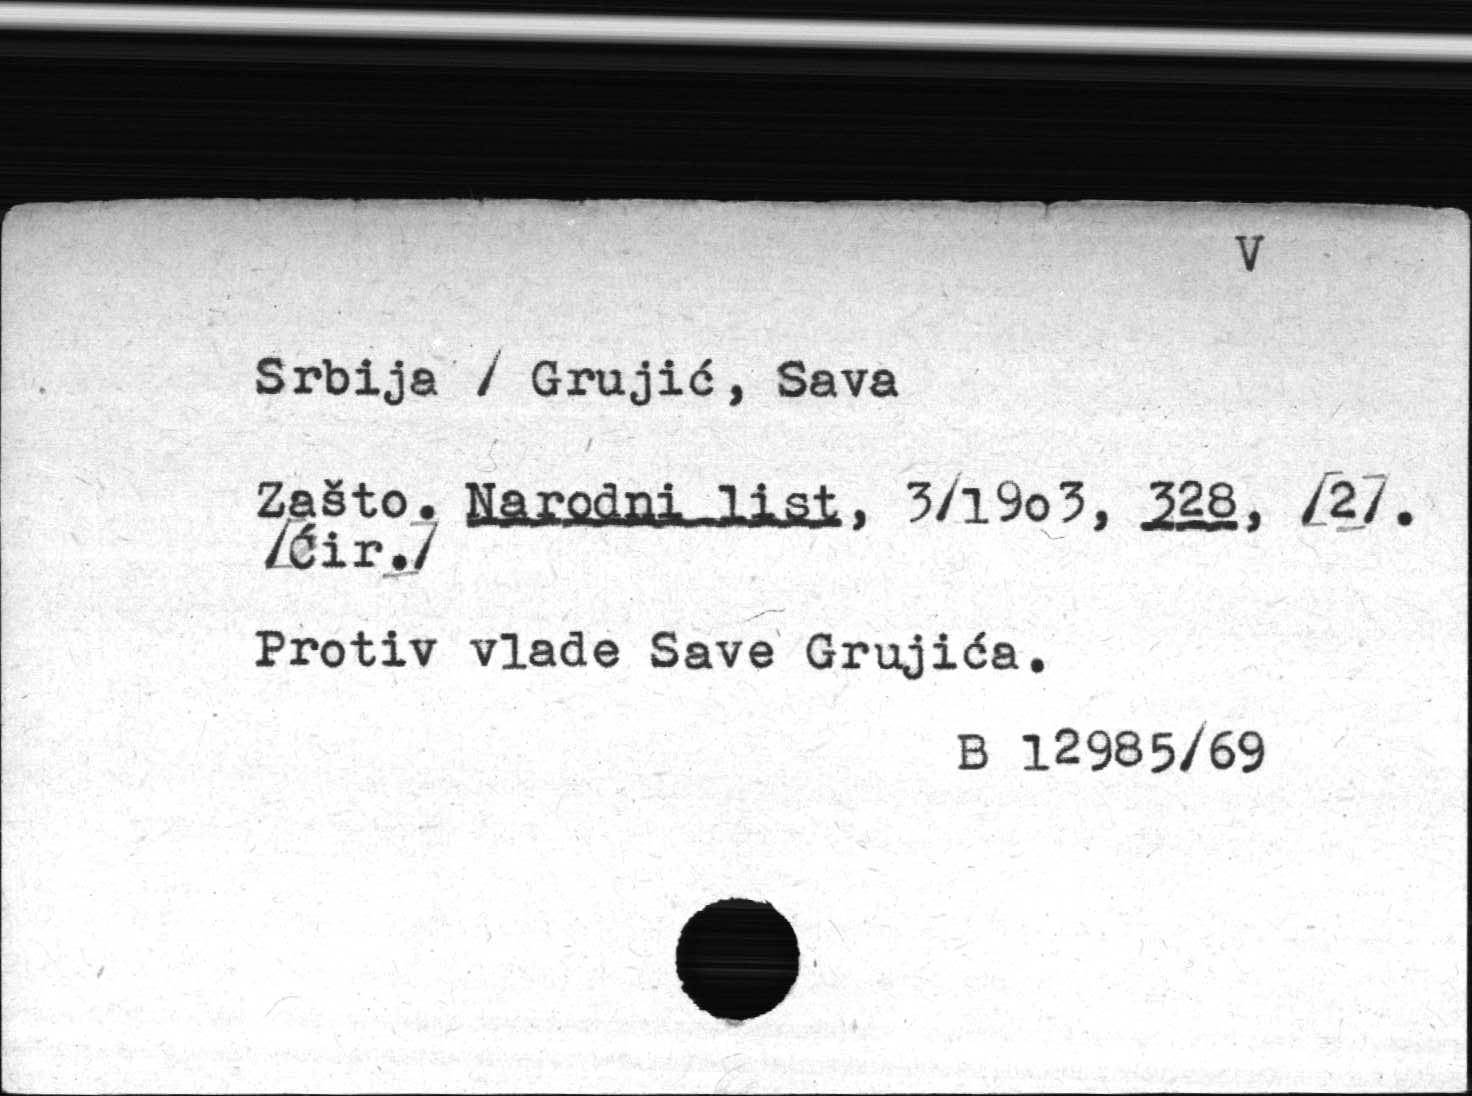 V
Srbija / Grujić, Sava
Zašto. Narodni list, 3/19o3, 328, /2/.
/Ćir./
Protiv vlade Save Grujića.
B 12985/69